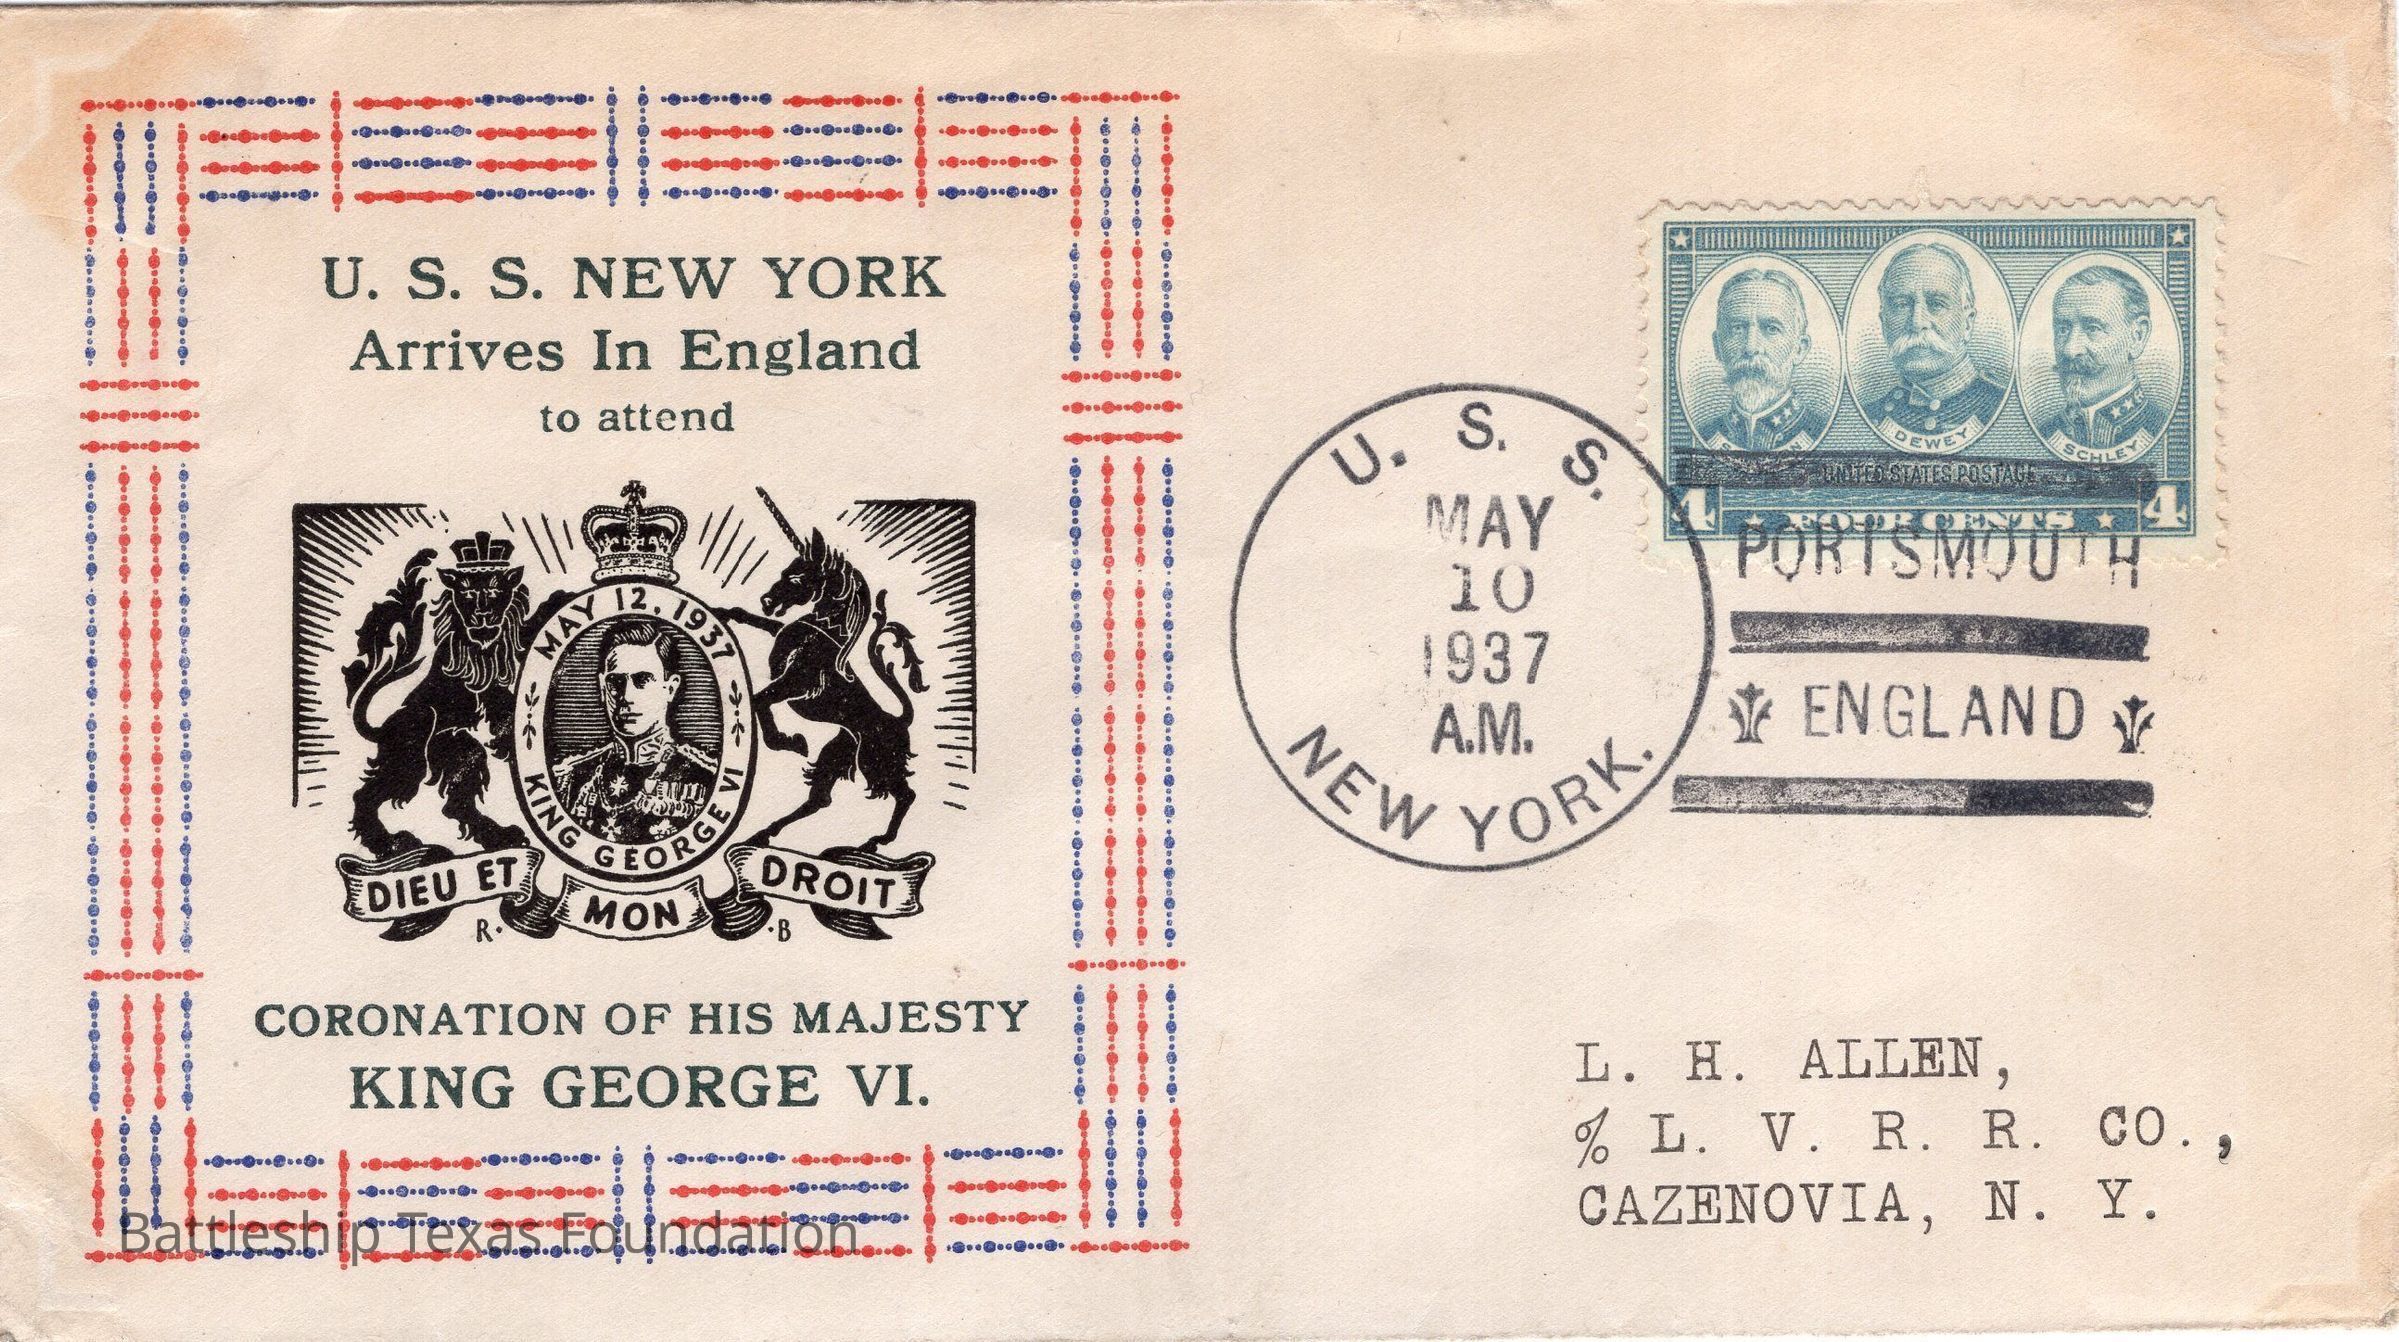 U. S. S. NEW YORK
Arrives In England
to attend
MAY 12, 1937
KING GEORGE VI
DIEU ET MON DROIT
R. .B
CORONATION OF HIS MAJESTY
KING GEORGE VI.
Battleship Texas Foundation
U. S. S.
MAY
10
1937
A.M.
NEW YORK.
DEWEY
SCHLEY
UNITED STATES POSTAGE
4 FOUR CENTS 4
PORTSMOUTH
ENGLAND
L. H. ALLEN,
% L. V. R. R. CO.,
CAZENOVIA, N. Y.